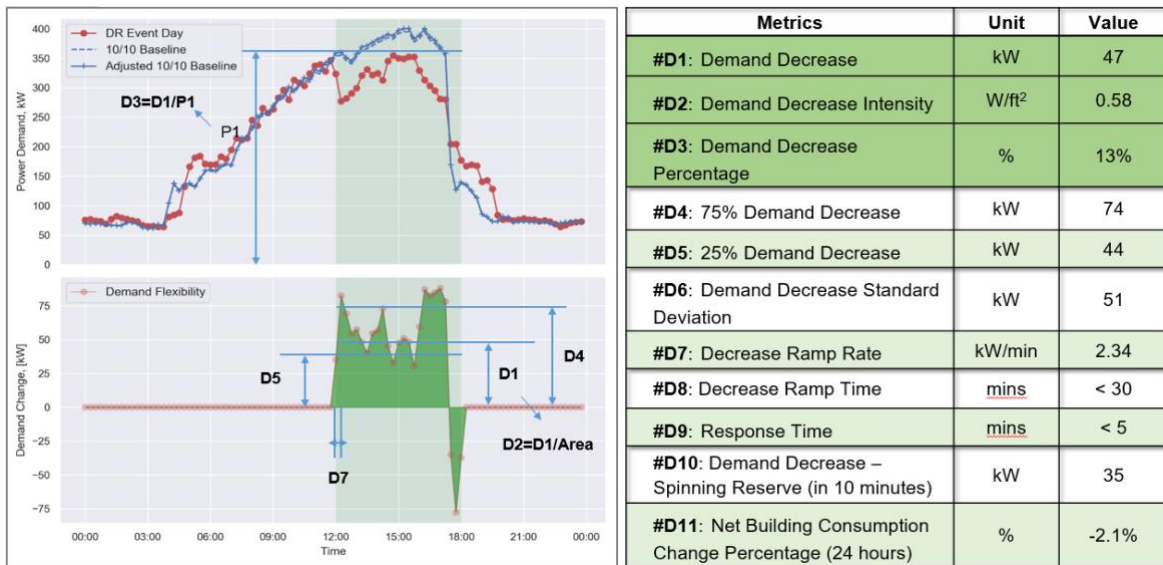 400
350
300
250
200
150
100
50
0
Power Demand, kW
DR Event Day
10/10 Baseline
Adjusted 10/10 Baseline
D3=D1/P1
P1
75
50
25
0
−25
−50
−75
Demand Change, [kW]
Demand Flexibility
D5
D1
D4
D7
D2=D1/Area
00:00 03:00 06:00 09:00 12:00 15:00 18:00 21:00 00:00
Time
Metrics Unit Value
#D1: Demand Decrease kW 47
#D2: Demand Decrease Intensity W/ft² 0.58
#D3: Demand Decrease
Percentage % 13%
#D4: 75% Demand Decrease kW 74
#D5: 25% Demand Decrease kW 44
#D6: Demand Decrease Standard
Deviation kW 51
#D7: Decrease Ramp Rate kW/min 2.34
#D8: Decrease Ramp Time mins < 30
#D9: Response Time mins < 5
#D10: Demand Decrease –
Spinning Reserve (in 10 minutes) kW 35
#D11: Net Building Consumption
Change Percentage (24 hours) % -2.1%